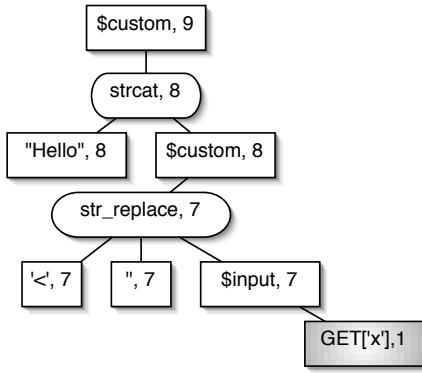 $custom, 9
strcat, 8
"Hello", 8
$custom, 8
str_replace, 7
'<', 7
'', 7
$input, 7
GET['x'],1